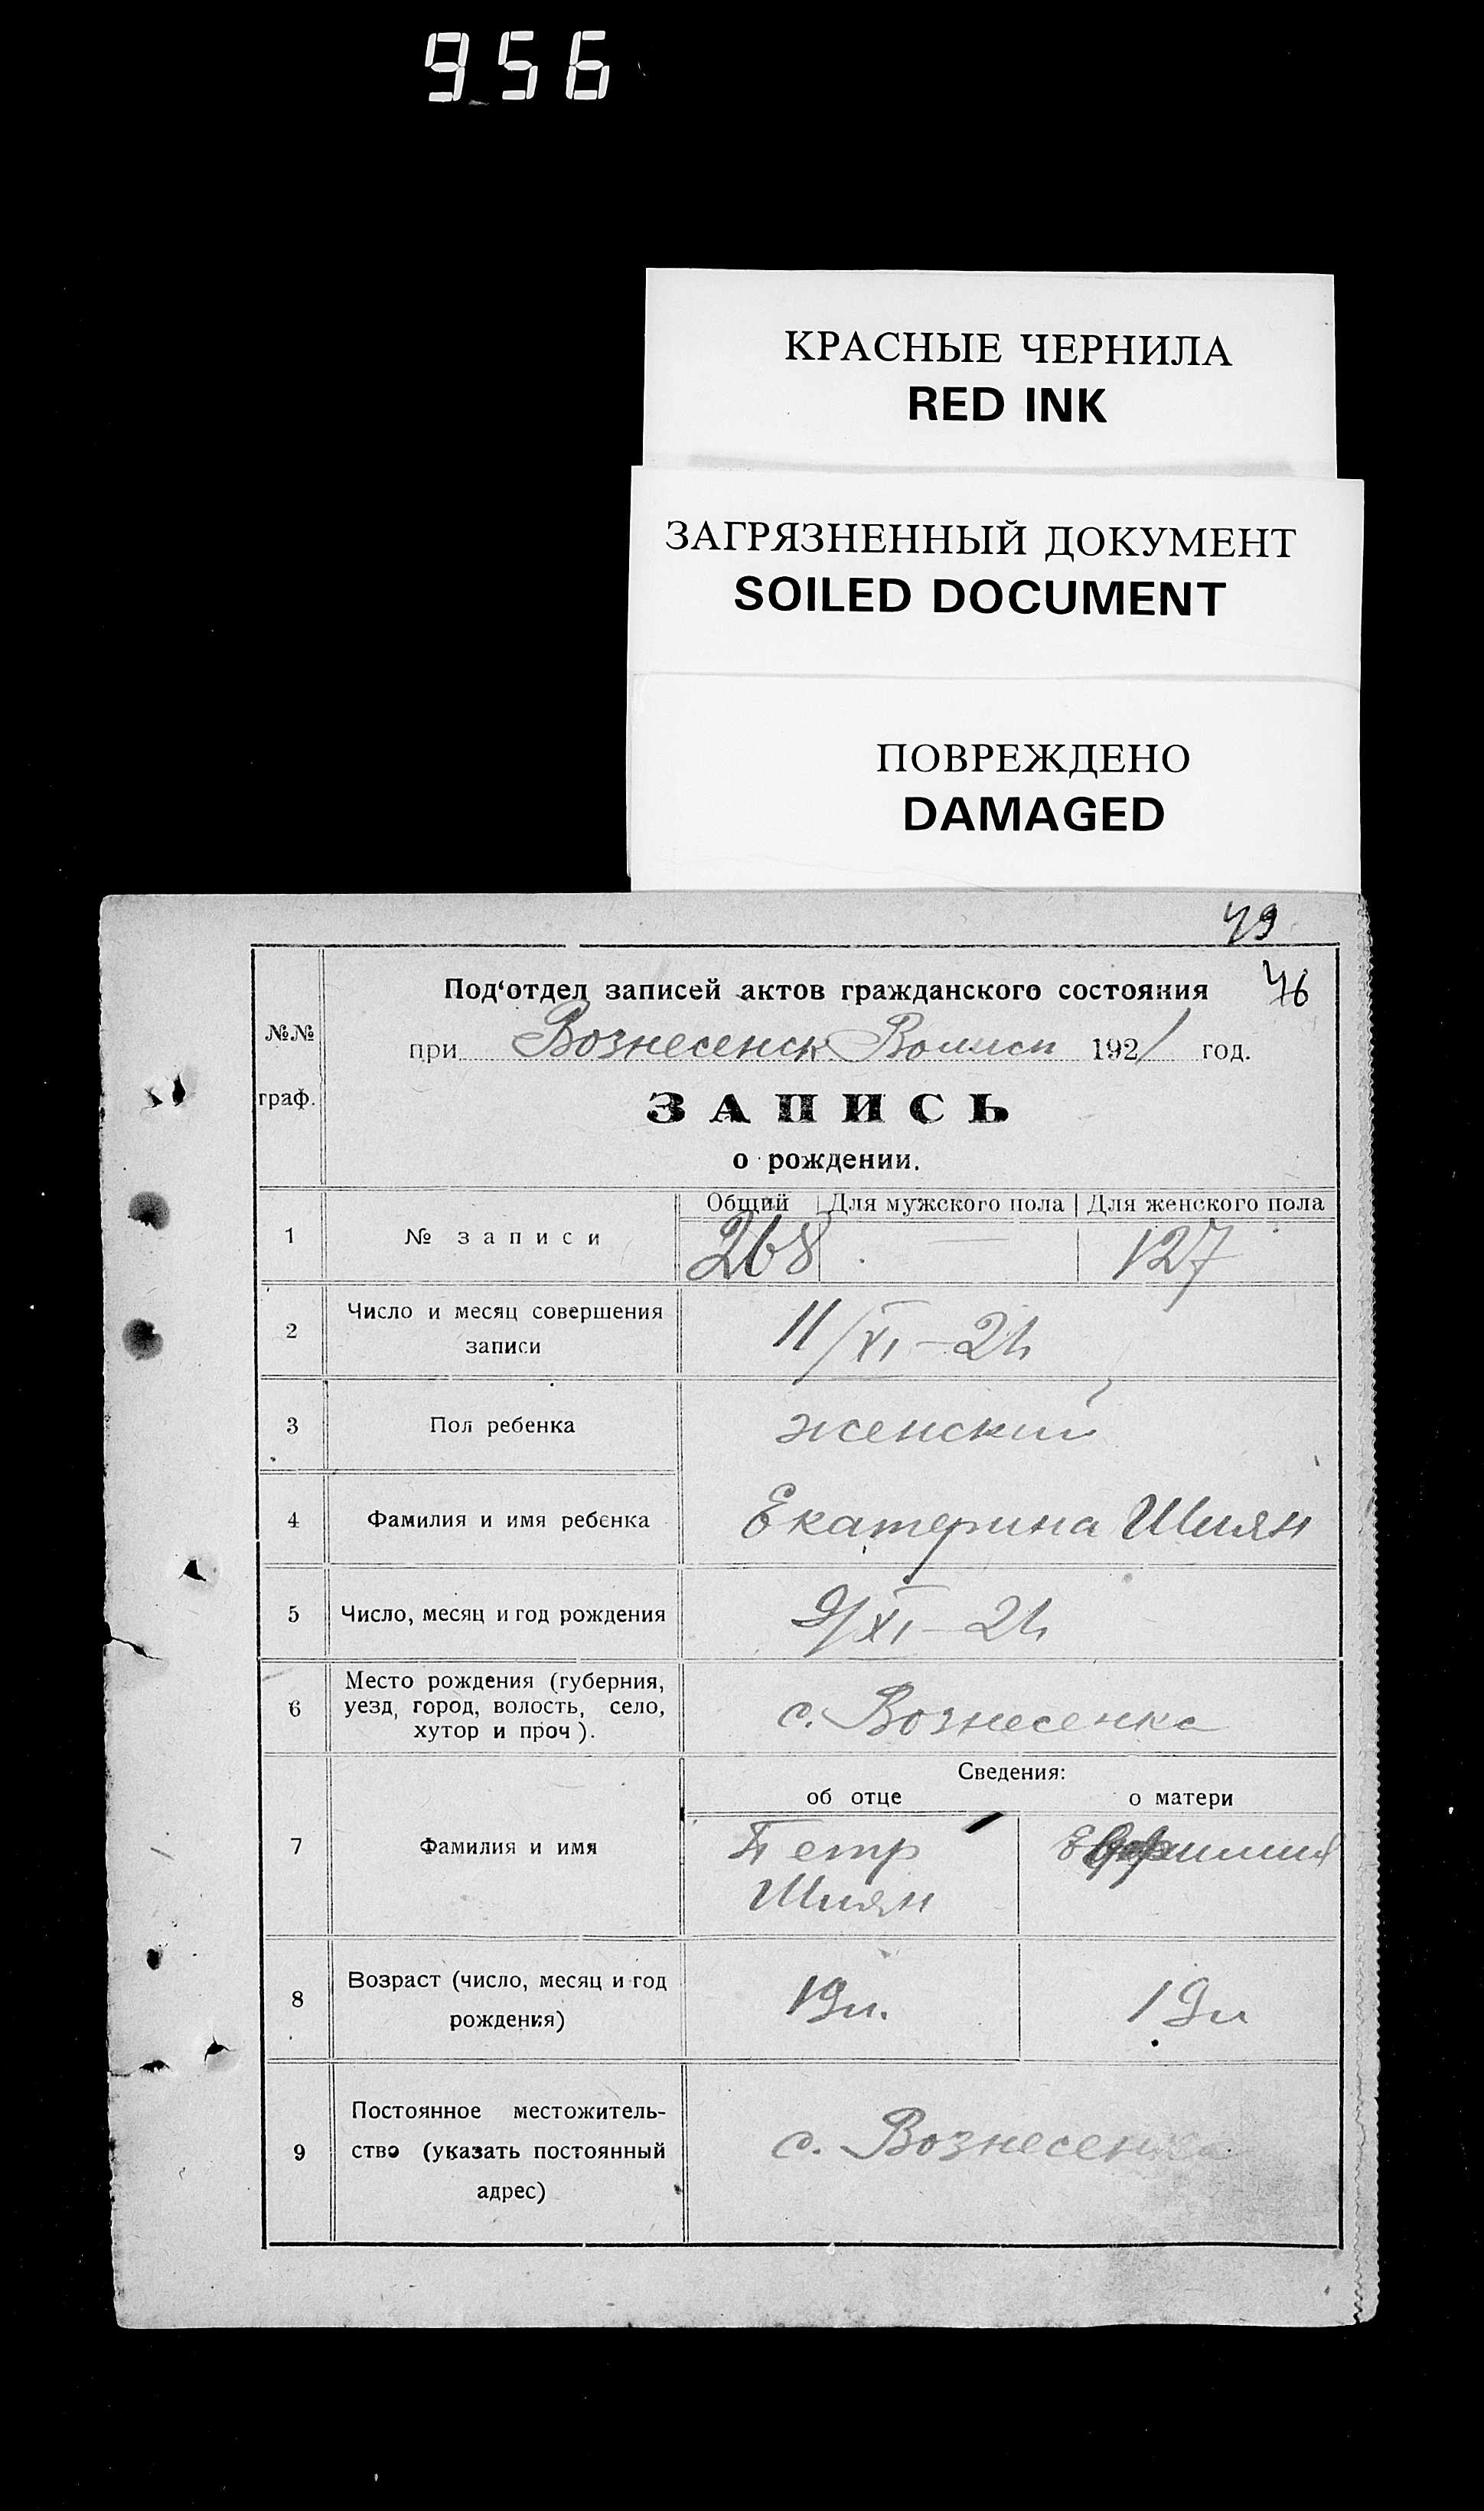 956
КРАСНЫЕ ЧЕРНИЛА
RED INK
ЗАГРЯЗНЕННЫЙ ДОКУМЕНТ
SOILED DOCUMENT
ПОВРЕЖДЕНО
DAMAGED
49
46
№№
граф.
Под‘отдел записей актов гражданского состояния
при Вознесенск 1921 год.
ЗАПИСЬ
о рождении.
Общий Для мужского пола Для женского пола
1 № записи 268 — 127
2 Число и месяц совершения
записи
11/XI–21
3 Пол ребенка женский
4 Фамилия и имя ребенка Екатерина Шиян
5 Число, месяц и год рождения 9/XI–21
6 Место рождения (губерния,
уезд, город, волость, село,
хутор и проч).
с. Вознесенка
Сведения:
об отце о матери
7 Фамилия и имя Петр
Шиян
8 Возраст (число, месяц и год
рождения)
19л. 19л
9 Постоянное местожитель-
ство (указать постоянный
адрес)
с. Вознесенка